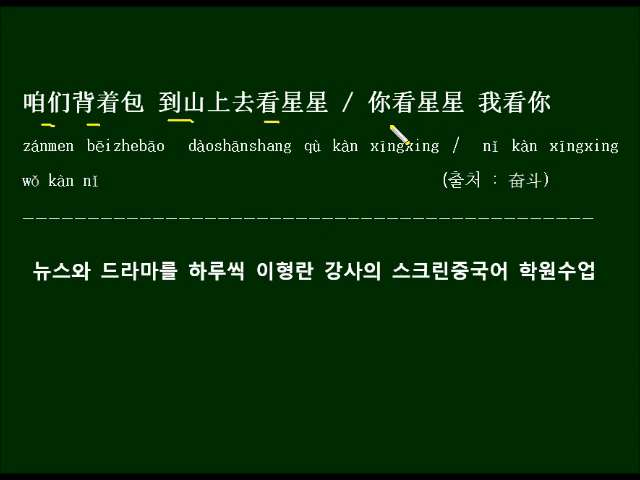 咱们背着包 到山上去看星星 / 你看星星 我看你
zánmen bēizhebāo dàoshānshang qù kàn xīngxing / nǐ kàn xīngxing
wǒ kàn nǐ (출처 : 奋斗)
--------------------------------------------
뉴스와 드라마를 하루씩 이형란 강사의 스크린중국어 학원수업